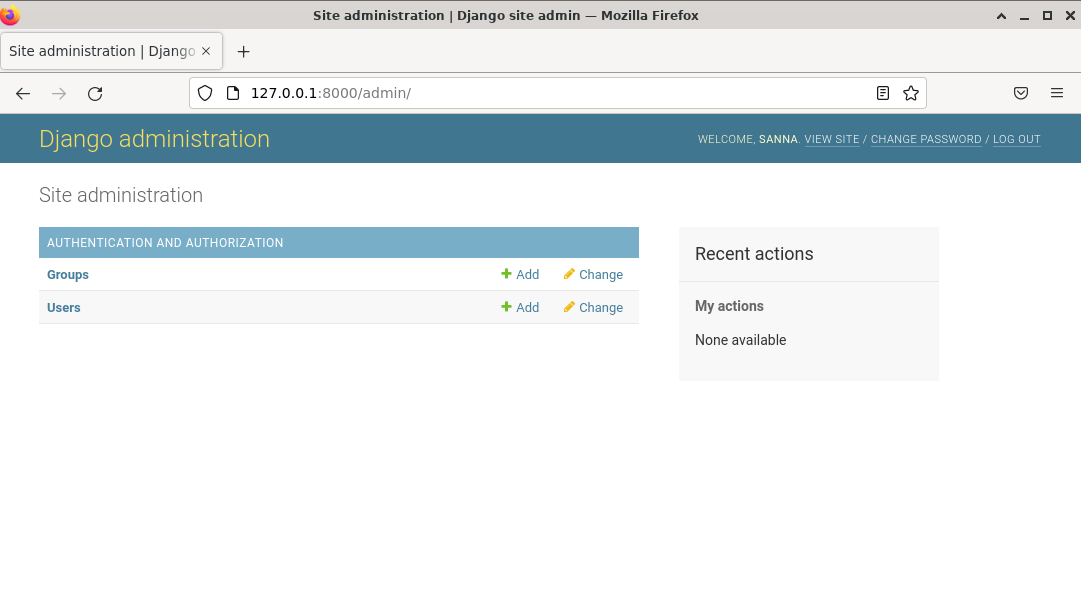 Site administration | Django site admin — Mozilla Firefox
Site administration | Django
127.0.0.1:8000/admin/
Django administration
WELCOME, SANNA. VIEW SITE / CHANGE PASSWORD / LOG OUT
Site administration
AUTHENTICATION AND AUTHORIZATION
Groups Add Change
Users Add Change
Recent actions
My actions
None available